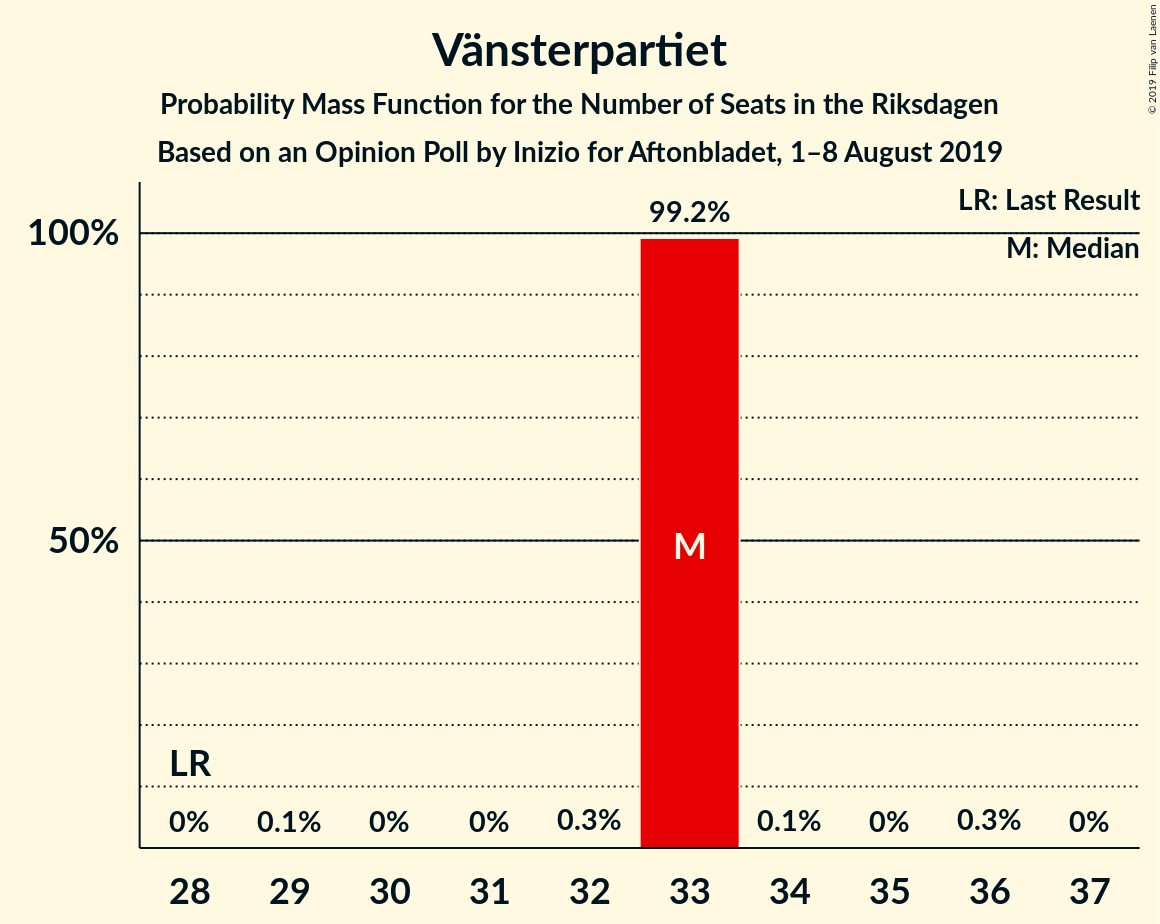 Vänsterpartiet
Probability Mass Function for the Number of Seats in the Riksdagen
Based on an Opinion Poll by Inizio for Aftonbladet, 1–8 August 2019
© 2019 Filip van Laenen
LR: Last Result
M: Median
99.2%
100%
50%
M
LR
0% 0.1% 0% 0% 0.3% 0.1% 0% 0.3% 0%
28 29 30 31 32 33 34 35 36 37